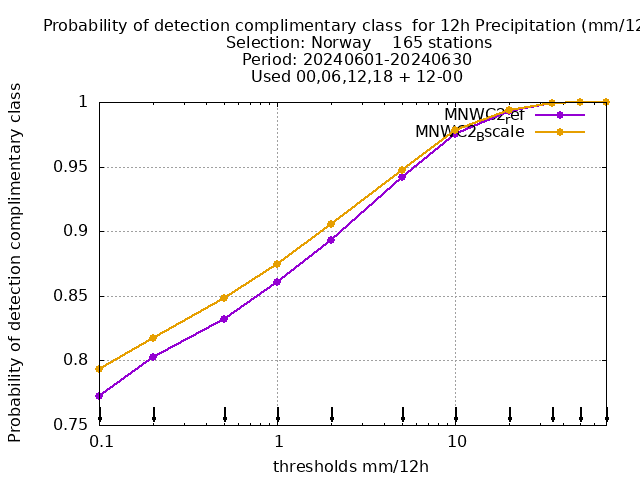 Probability of detection complimentary class for 12h Precipitation (mm/12
Selection: Norway 165 stations
Period: 20240601-20240630
Used 00,06,12,18 + 12-00
Probability of detection complimentary class
1
0.95
0.9
0.85
0.8
0.75
MNWC2ref
MNWC2Bscale
0.1
1
10
thresholds mm/12h